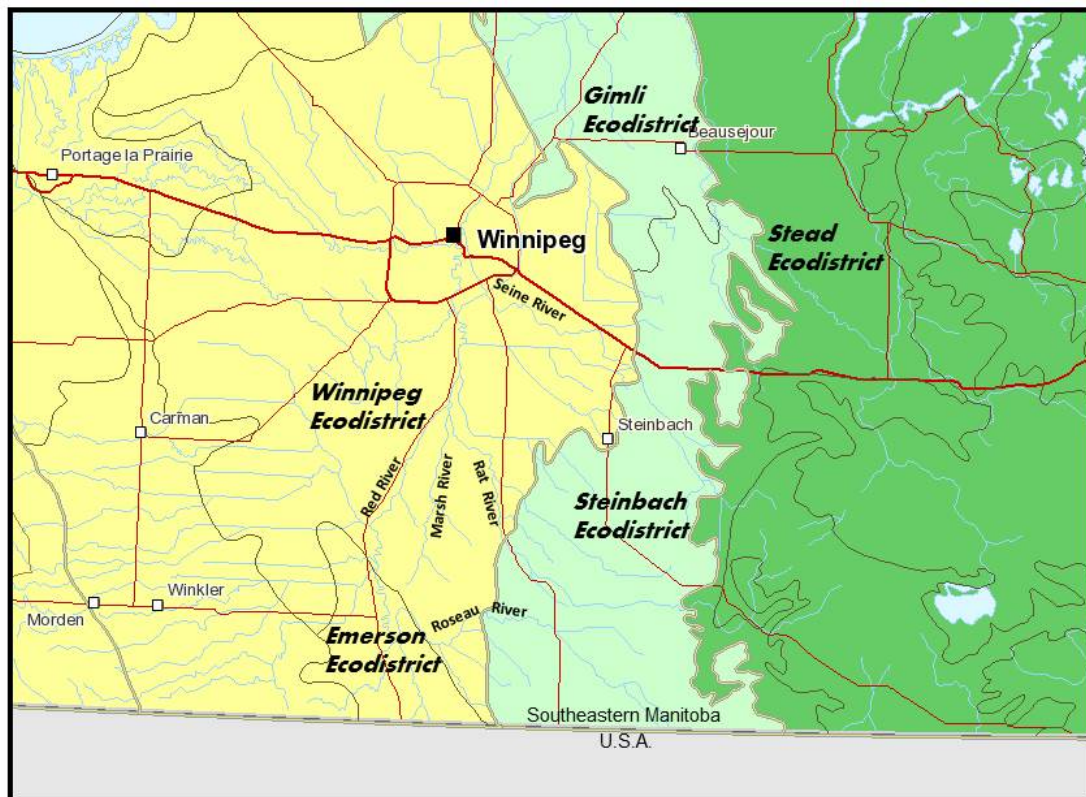 Gimli
Ecodistrict
Beausejour
Portage la Prairie
Winnipeg
Stead
Ecodistrict
Seine River
Winnipeg
Ecodistrict
Carman
Steinbach
Red River
Marsh River
Rat River
Steinbach
Ecodistrict
Winkler
Morden
Roseau River
Emerson
Ecodistrict
Southeastern Manitoba
U.S.A.